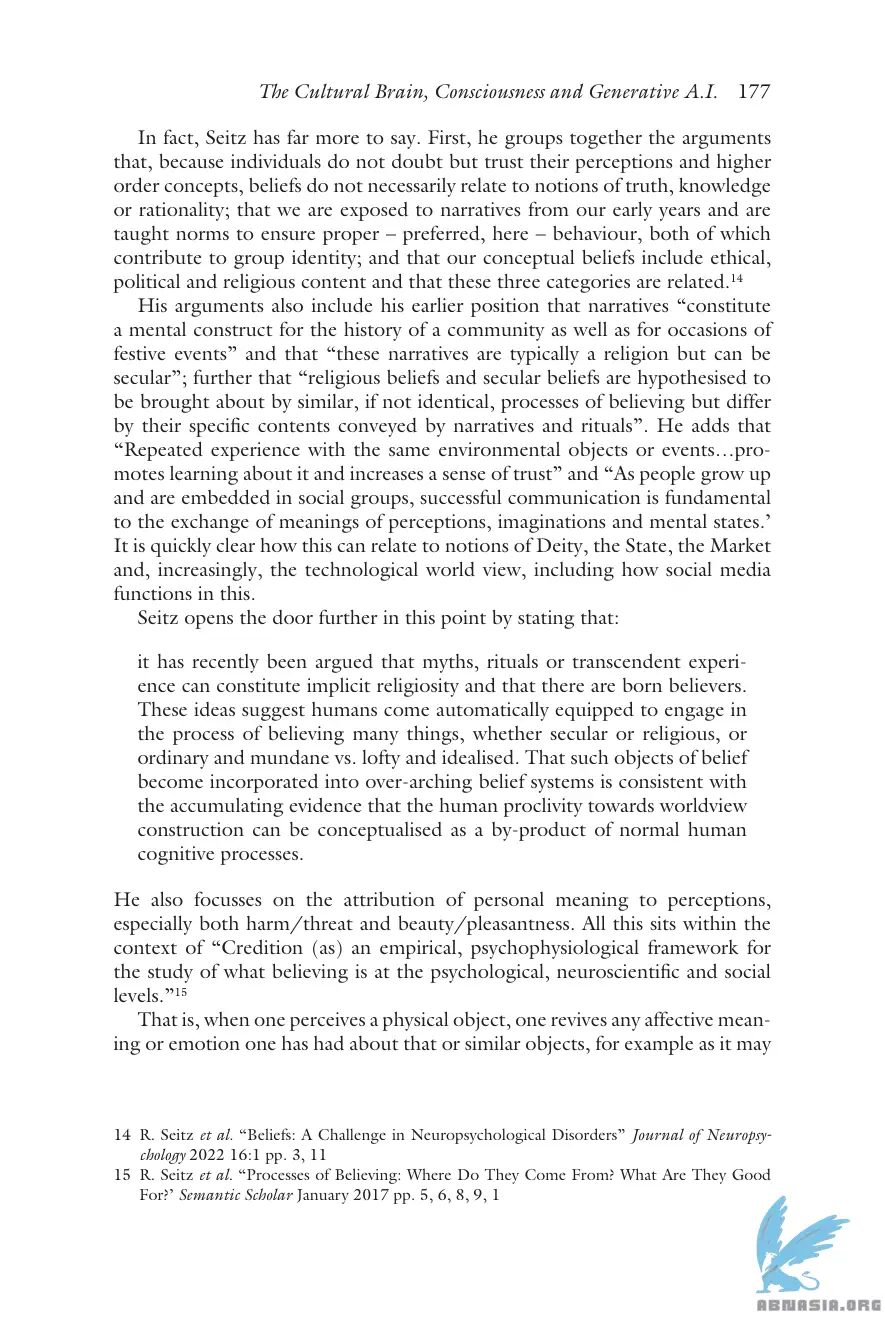 The Cultural Brain, Consciousness and Generative A.I. 177
In fact, Seitz has far more to say. First, he groups together the arguments
that, because individuals do not doubt but trust their perceptions and higher
order concepts, beliefs do not necessarily relate to notions of truth, knowledge
or rationality; that we are exposed to narratives from our early years and are
taught norms to ensure proper – preferred, here – behaviour, both of which
contribute to group identity; and that our conceptual beliefs include ethical,
political and religious content and that these three categories are related.¹⁴
His arguments also include his earlier position that narratives “constitute
a mental construct for the history of a community as well as for occasions of
festive events” and that “these narratives are typically a religion but can be
secular”; further that “religious beliefs and secular beliefs are hypothesised to
be brought about by similar, if not identical, processes of believing but differ
by their specific contents conveyed by narratives and rituals”. He adds that
“Repeated experience with the same environmental objects or events…pro-
motes learning about it and increases a sense of trust” and “As people grow up
and are embedded in social groups, successful communication is fundamental
to the exchange of meanings of perceptions, imaginations and mental states.’
It is quickly clear how this can relate to notions of Deity, the State, the Market
and, increasingly, the technological world view, including how social media
functions in this.
Seitz opens the door further in this point by stating that:
it has recently been argued that myths, rituals or transcendent experi-
ence can constitute implicit religiosity and that there are born believers.
These ideas suggest humans come automatically equipped to engage in
the process of believing many things, whether secular or religious, or
ordinary and mundane vs. lofty and idealised. That such objects of belief
become incorporated into over-arching belief systems is consistent with
the accumulating evidence that the human proclivity towards worldview
construction can be conceptualised as a by-product of normal human
cognitive processes.
He also focusses on the attribution of personal meaning to perceptions,
especially both harm/threat and beauty/pleasantness. All this sits within the
context of “Credition (as) an empirical, psychophysiological framework for
the study of what believing is at the psychological, neuroscientific and social
levels.”¹⁵
That is, when one perceives a physical object, one revives any affective mean-
ing or emotion one has had about that or similar objects, for example as it may
14 R. Seitz et al. “Beliefs: A Challenge in Neuropsychological Disorders” Journal of Neuropsy-
chology 2022 16:1 pp. 3, 11
15 R. Seitz et al. “Processes of Believing: Where Do They Come From? What Are They Good
For?’ Semantic Scholar January 2017 pp. 5, 6, 8, 9, 1
ABNASIA.ORG